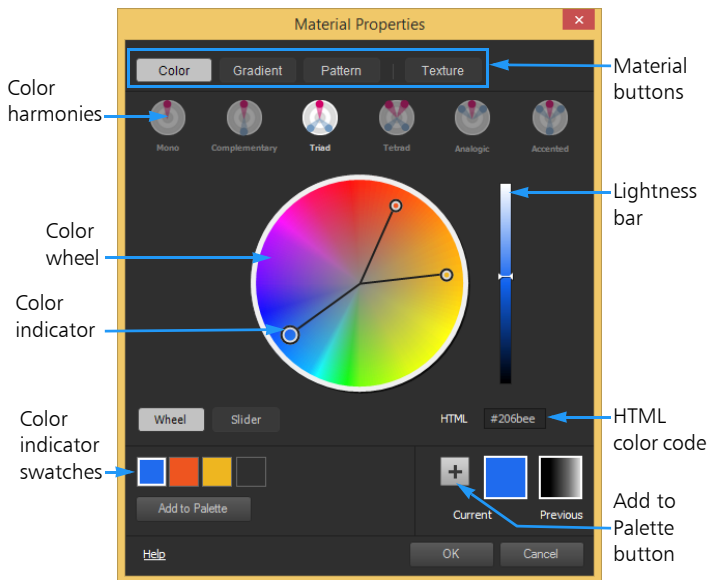 Material Properties
Color
Gradient
Pattern
Texture
Material
buttons
Color
harmonies
Mono
Complementary
Triad
Tetrad
Analogic
Accented
Lightness
bar
Color
wheel
Color
indicator
Wheel
Slider
HTML
#206bee
HTML
color code
Color
indicator
swatches
Add to Palette
Current
Previous
Add to
Palette
button
Help
OK
Cancel